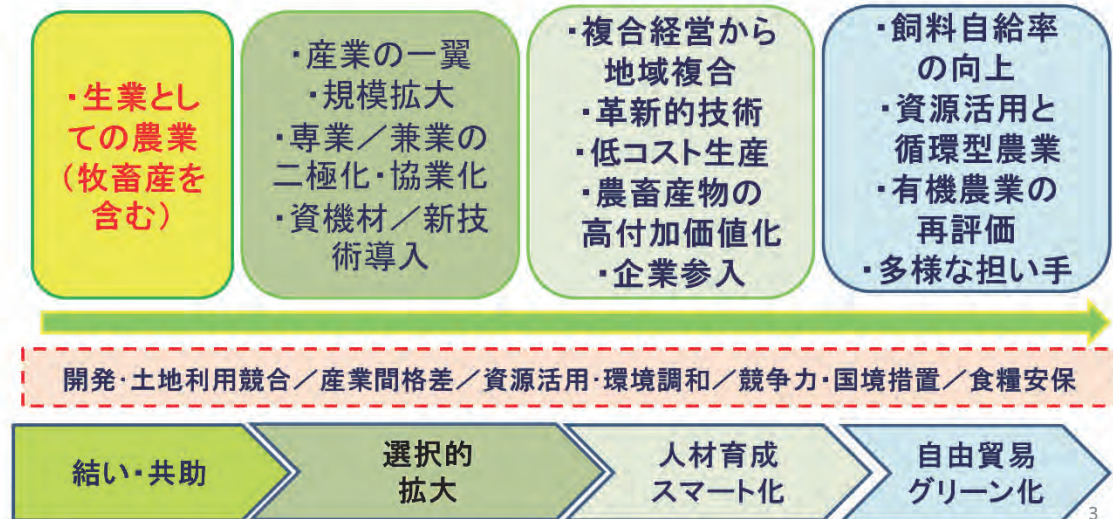 ・生業とし
ての農業
(牧畜産を
含む)
・産業の一翼
・規模拡大
・専業／兼業の
二極化・協業化
・資機材／新技
術導入
・複合経営から
地域複合
・革新的技術
・低コスト生産
・農畜産物の
高付加価値化
・企業参入
・飼料自給率
の向上
・資源活用と
循環型農業
・有機農業の
再評価
・多様な担い手
開発・土地利用競合／産業間格差／資源活用・環境調和／競争力・国境措置／食糧安保
結い・共助
選択的
拡大
人材育成
スマート化
自由貿易
グリーン化
3